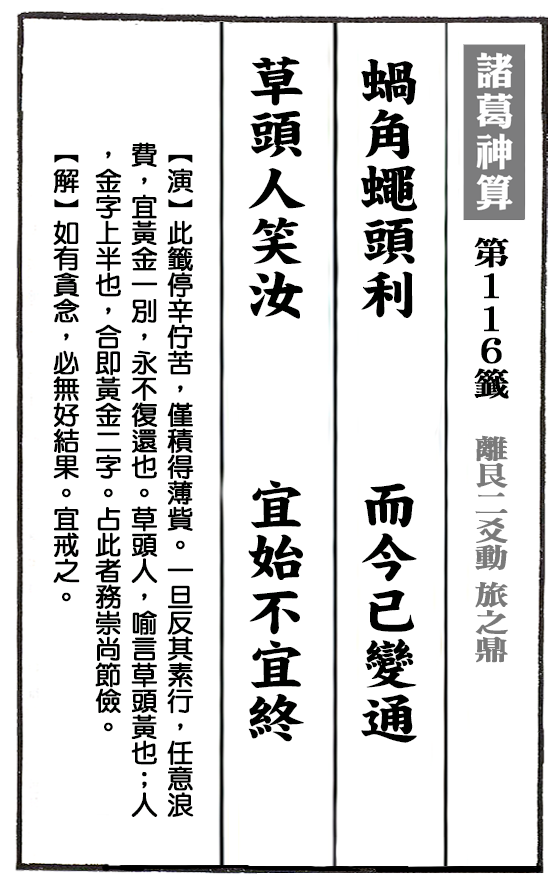 諸葛神算 第116籤 離艮二爻動 旅之鼎
蝸角蠅頭利 而今已變通
草頭人笑汝 宜始不宜終
【演】此籤停辛佇苦，僅積得薄貲。一旦反其素行，任意浪
費，宜黃金一別，永不復還也。草頭人，喻言草頭黃也；人
，金字上半也，合即黃金二字。占此者務崇尚節儉。
【解】如有貪念，必無好結果。宜戒之。